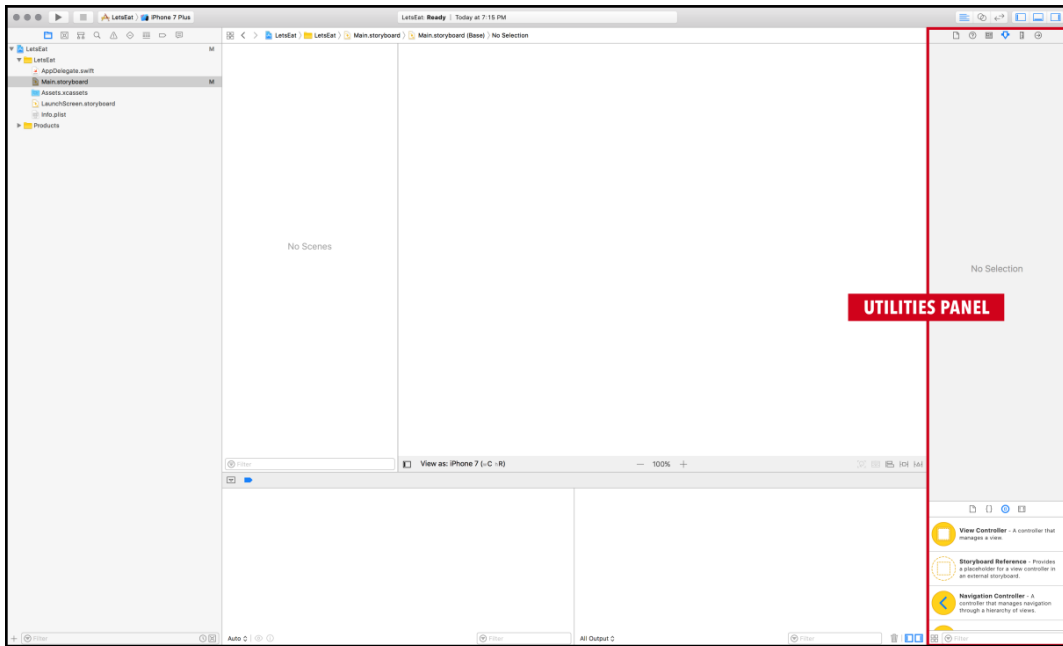 LetsEat
iPhone 7 Plus
LetsEat: Ready | Today at 7:15 PM
LetsEat
M
LetsEat
AppDelegate.swift
Main.storyboard
M
Assets.xcassets
LaunchScreen.storyboard
Info.plist
Products
LetsEat
LetsEat
Main.storyboard
Main.storyboard (Base)
No Selection
No Scenes
No Selection
UTILITIES PANEL
Filter
View as: iPhone 7 (wC hR)
— 100% +
View Controller - A controller that
manages a view.
Storyboard Reference - Provides
a placeholder for a view controller in
an external storyboard.
Navigation Controller - A
controller that manages navigation
through a hierarchy of views.
Filter
Auto
Filter
All Output
Filter
Filter